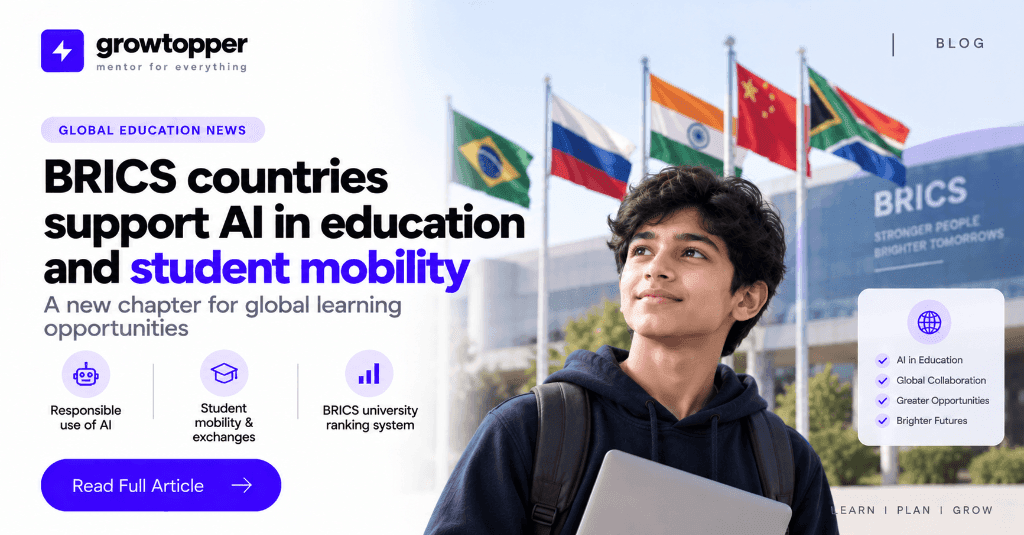 growtopper
mentor for everything
BLOG
GLOBAL EDUCATION NEWS
BRICS countries
support AI in education
and student mobility
A new chapter for global learning
opportunities
Responsible
use of AI
Student
mobility &
exchanges
BRICS university
ranking system
Read Full Article
BRICS
STRONGER PEOPLE
BRIGHTER TOMORROWS
AI in Education
Global Collaboration
Greater Opportunities
Brighter Futures
LEARN | PLAN | GROW